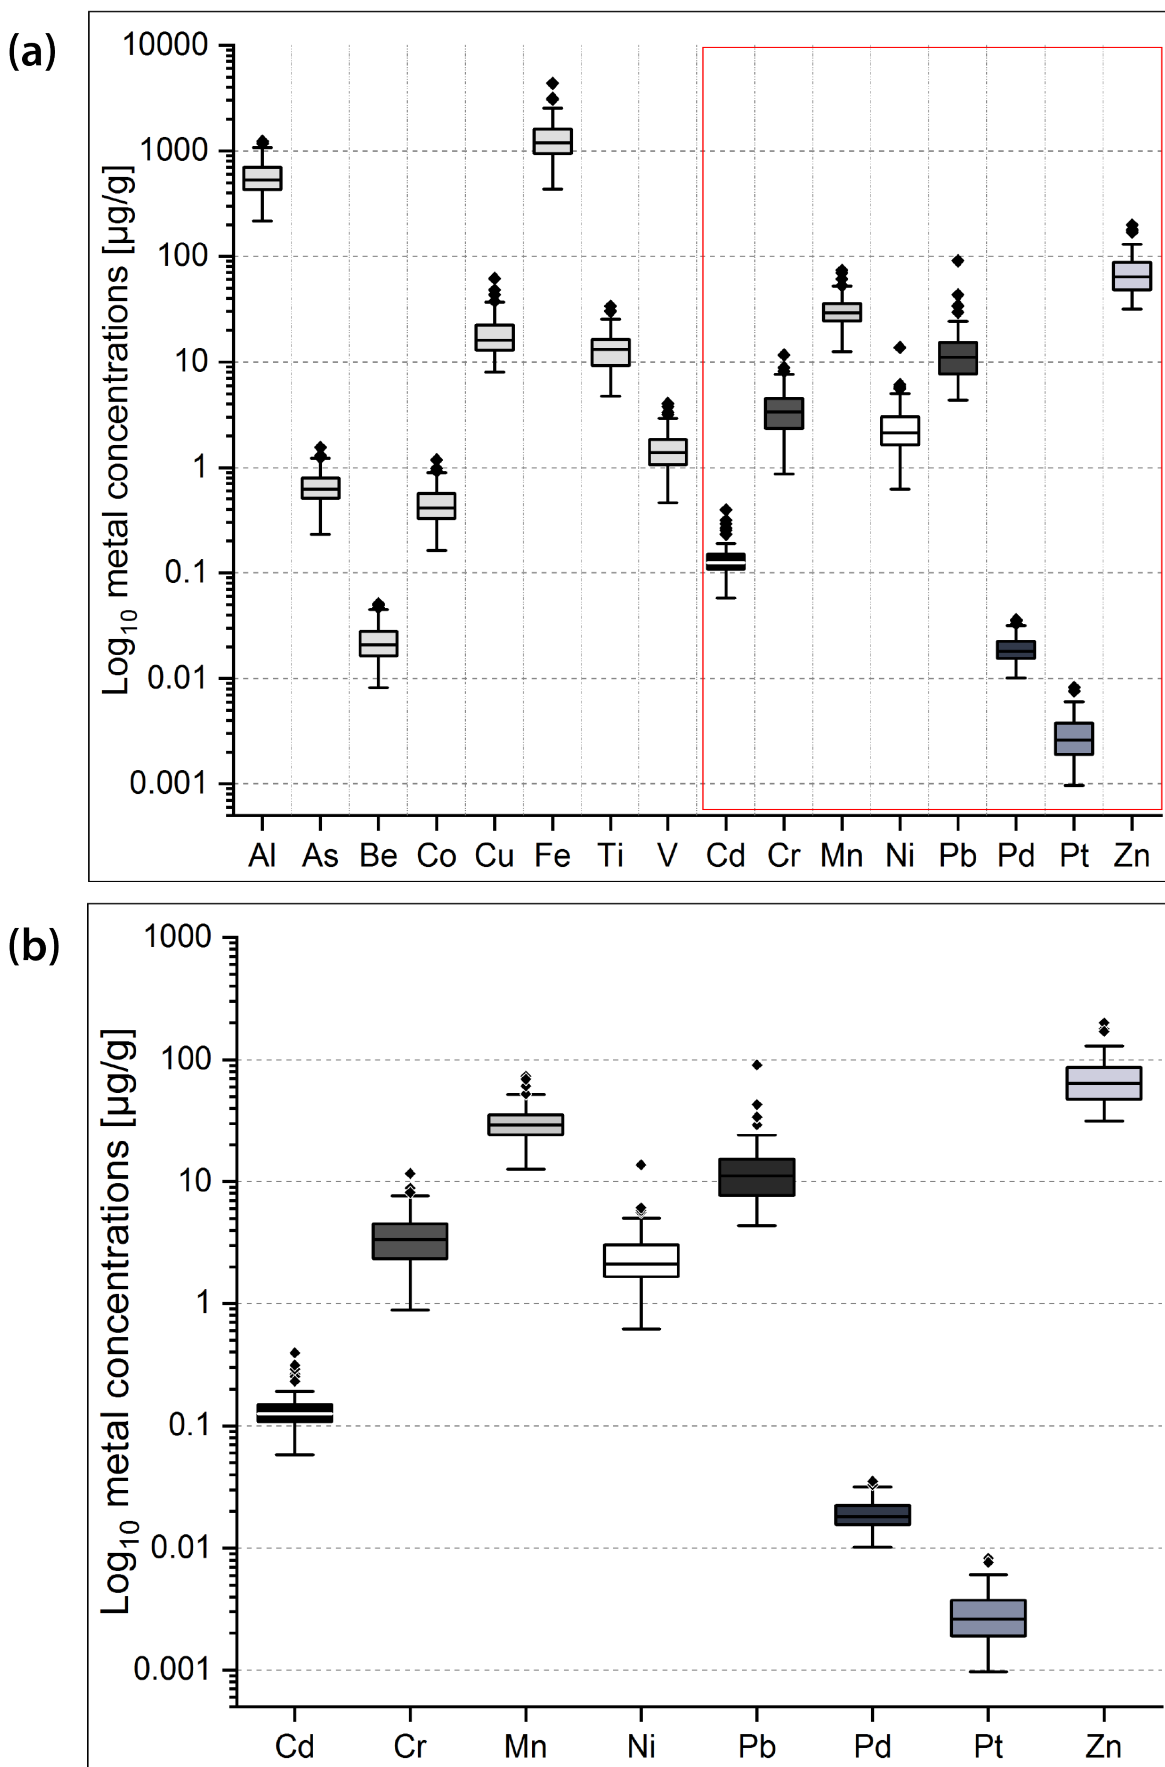 (a)
Log10 metal concentrations [µg/g]
10000
1000
100
10
1
0.1
0.01
0.001
Al As Be Co Cu Fe Ti V Cd Cr Mn Ni Pb Pd Pt Zn
(b)
Log10 metal concentrations [µg/g]
1000
100
10
1
0.1
0.01
0.001
Cd Cr Mn Ni Pb Pd Pt Zn